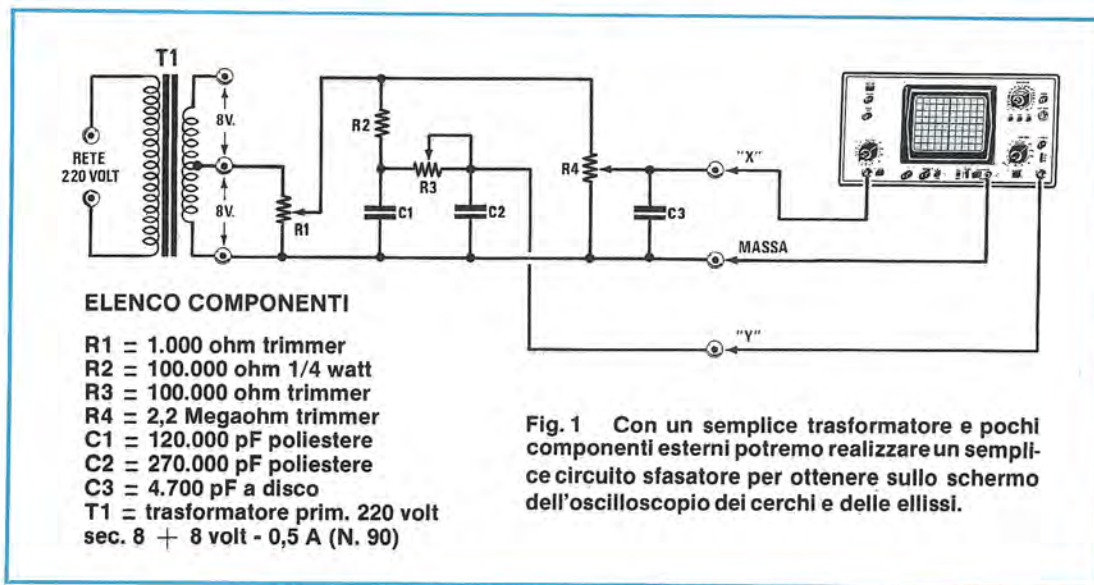 T1
8V.
8V.
RETE
220 VOLT
R1
R2
R3
C1
C2
R4
C3
"X"
MASSA
"Y"
ELENCO COMPONENTI
R1 = 1.000 ohm trimmer
R2 = 100.000 ohm 1/4 watt
R3 = 100.000 ohm trimmer
R4 = 2,2 Megaohm trimmer
C1 = 120.000 pF poliestere
C2 = 270.000 pF poliestere
C3 = 4.700 pF a disco
T1 = trasformatore prim. 220 volt
sec. 8 + 8 volt - 0,5 A (N. 90)
Fig. 1 Con un semplice trasformatore e pochi
componenti esterni potremo realizzare un sempli-
ce circuito sfasatore per ottenere sullo schermo
dell'oscilloscopio dei cerchi e delle ellissi.